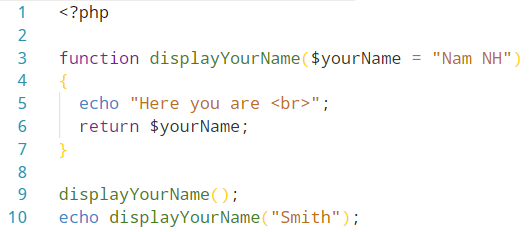 1 <?php
2
3 function displayYourName($yourName = "Nam NH")
4 {
5 echo "Here you are <br>";
6 return $yourName;
7 }
8
9 displayYourName();
10 echo displayYourName("Smith");